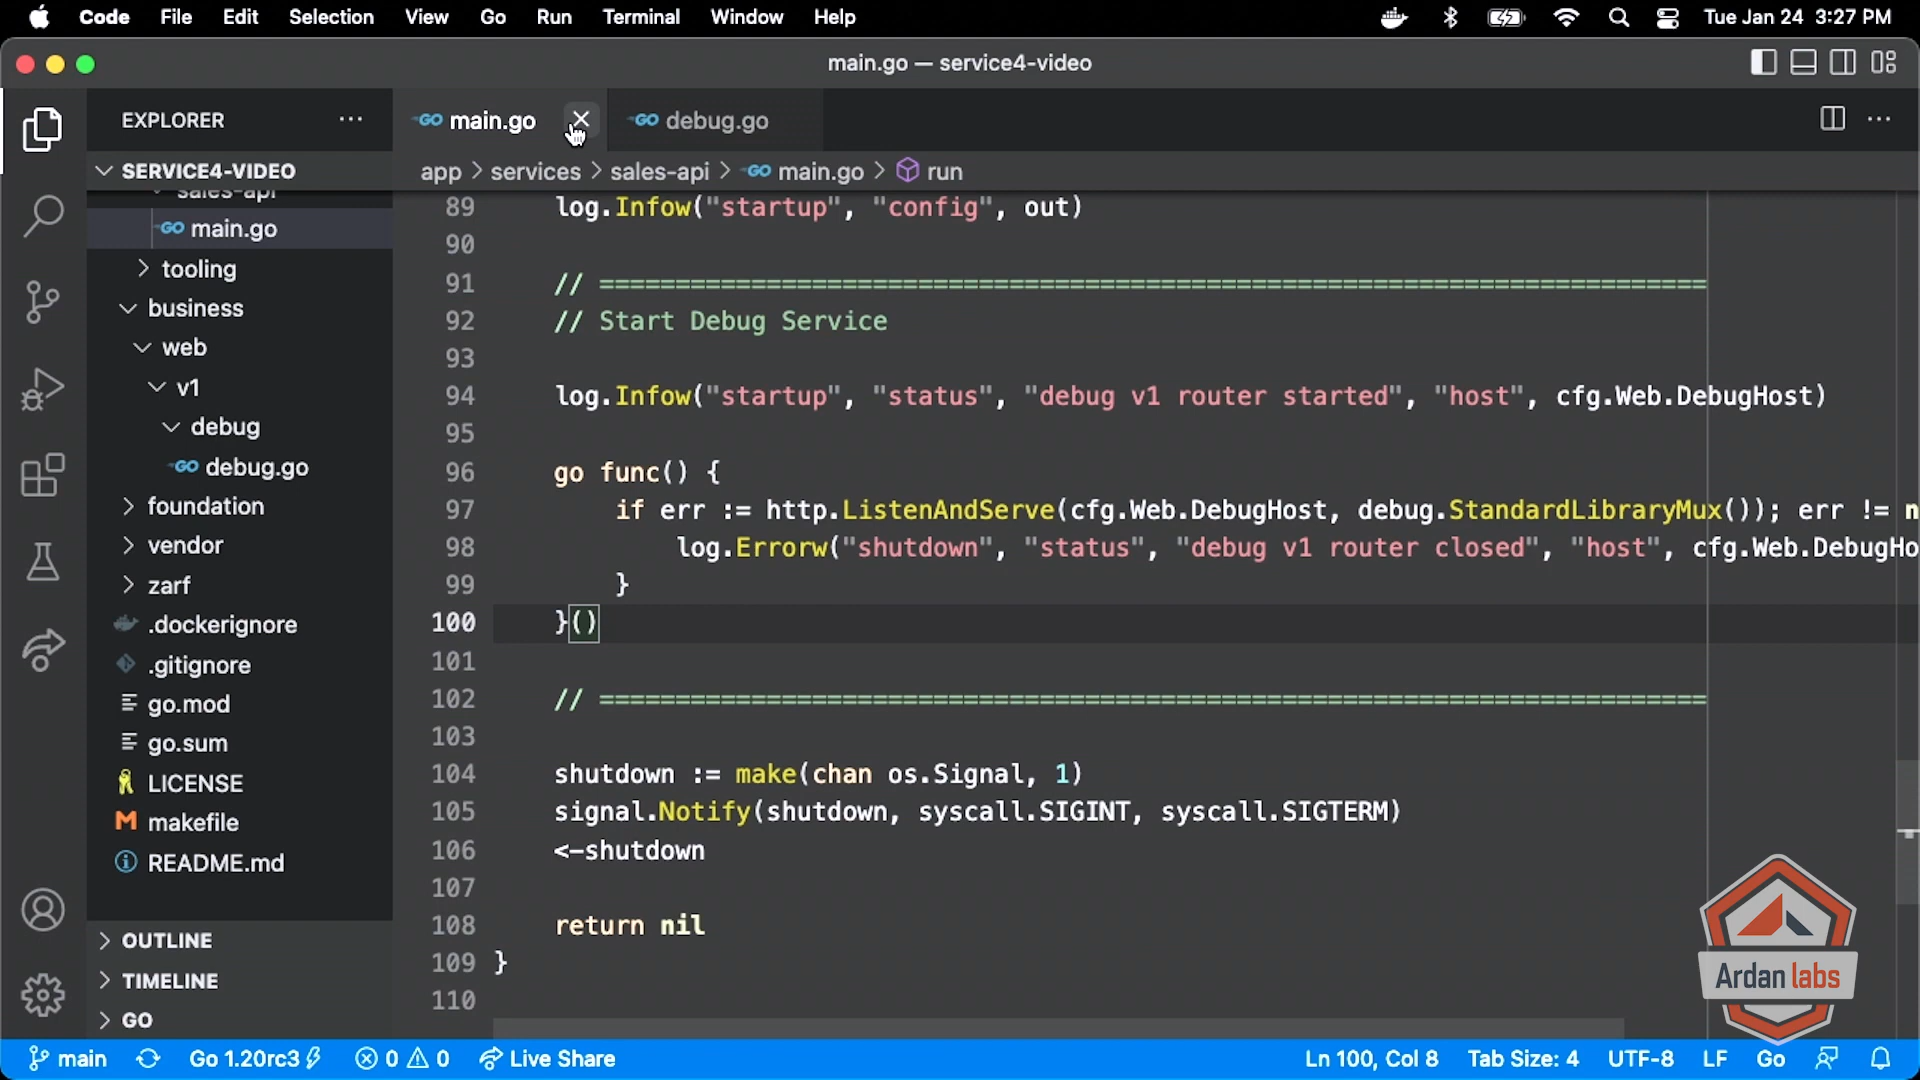 Code File Edit Selection View Go Run Terminal Window Help Tue Jan 24 3:27 PM
main.go — service4-video
EXPLORER
main.go
debug.go
SERVICE4-VIDEO
app > services > sales-api > main.go > run
sales-api
main.go
tooling
business
web
v1
debug
debug.go
foundation
vendor
zarf
.dockerignore
.gitignore
go.mod
go.sum
LICENSE
makefile
README.md
OUTLINE
TIMELINE
GO
89 log.Infow("startup", "config", out)
90
91 // =========================================================================
92 // Start Debug Service
93
94 log.Infow("startup", "status", "debug v1 router started", "host", cfg.Web.DebugHost)
95
96 go func() {
97 if err := http.ListenAndServe(cfg.Web.DebugHost, debug.StandardLibraryMux()); err != n
98 log.Errorw("shutdown", "status", "debug v1 router closed", "host", cfg.Web.DebugHo
99 }
100 }()
101
102 // =========================================================================
103
104 shutdown := make(chan os.Signal, 1)
105 signal.Notify(shutdown, syscall.SIGINT, syscall.SIGTERM)
106 <-shutdown
107
108 return nil
109 }
110
Ardan labs
main Go 1.20rc3 0 0 Live Share Ln 100, Col 8 Tab Size: 4 UTF-8 LF Go